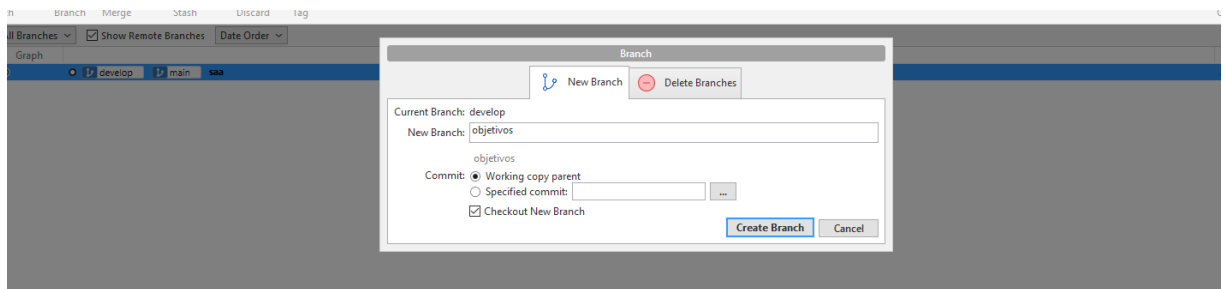 Branch Merge Stash Discard Tag
All Branches Show Remote Branches Date Order
Graph
develop main saa
Branch
New Branch Delete Branches
Current Branch: develop
New Branch: objetivos
objetivos
Commit: Working copy parent
Specified commit: ...
Checkout New Branch
Create Branch Cancel